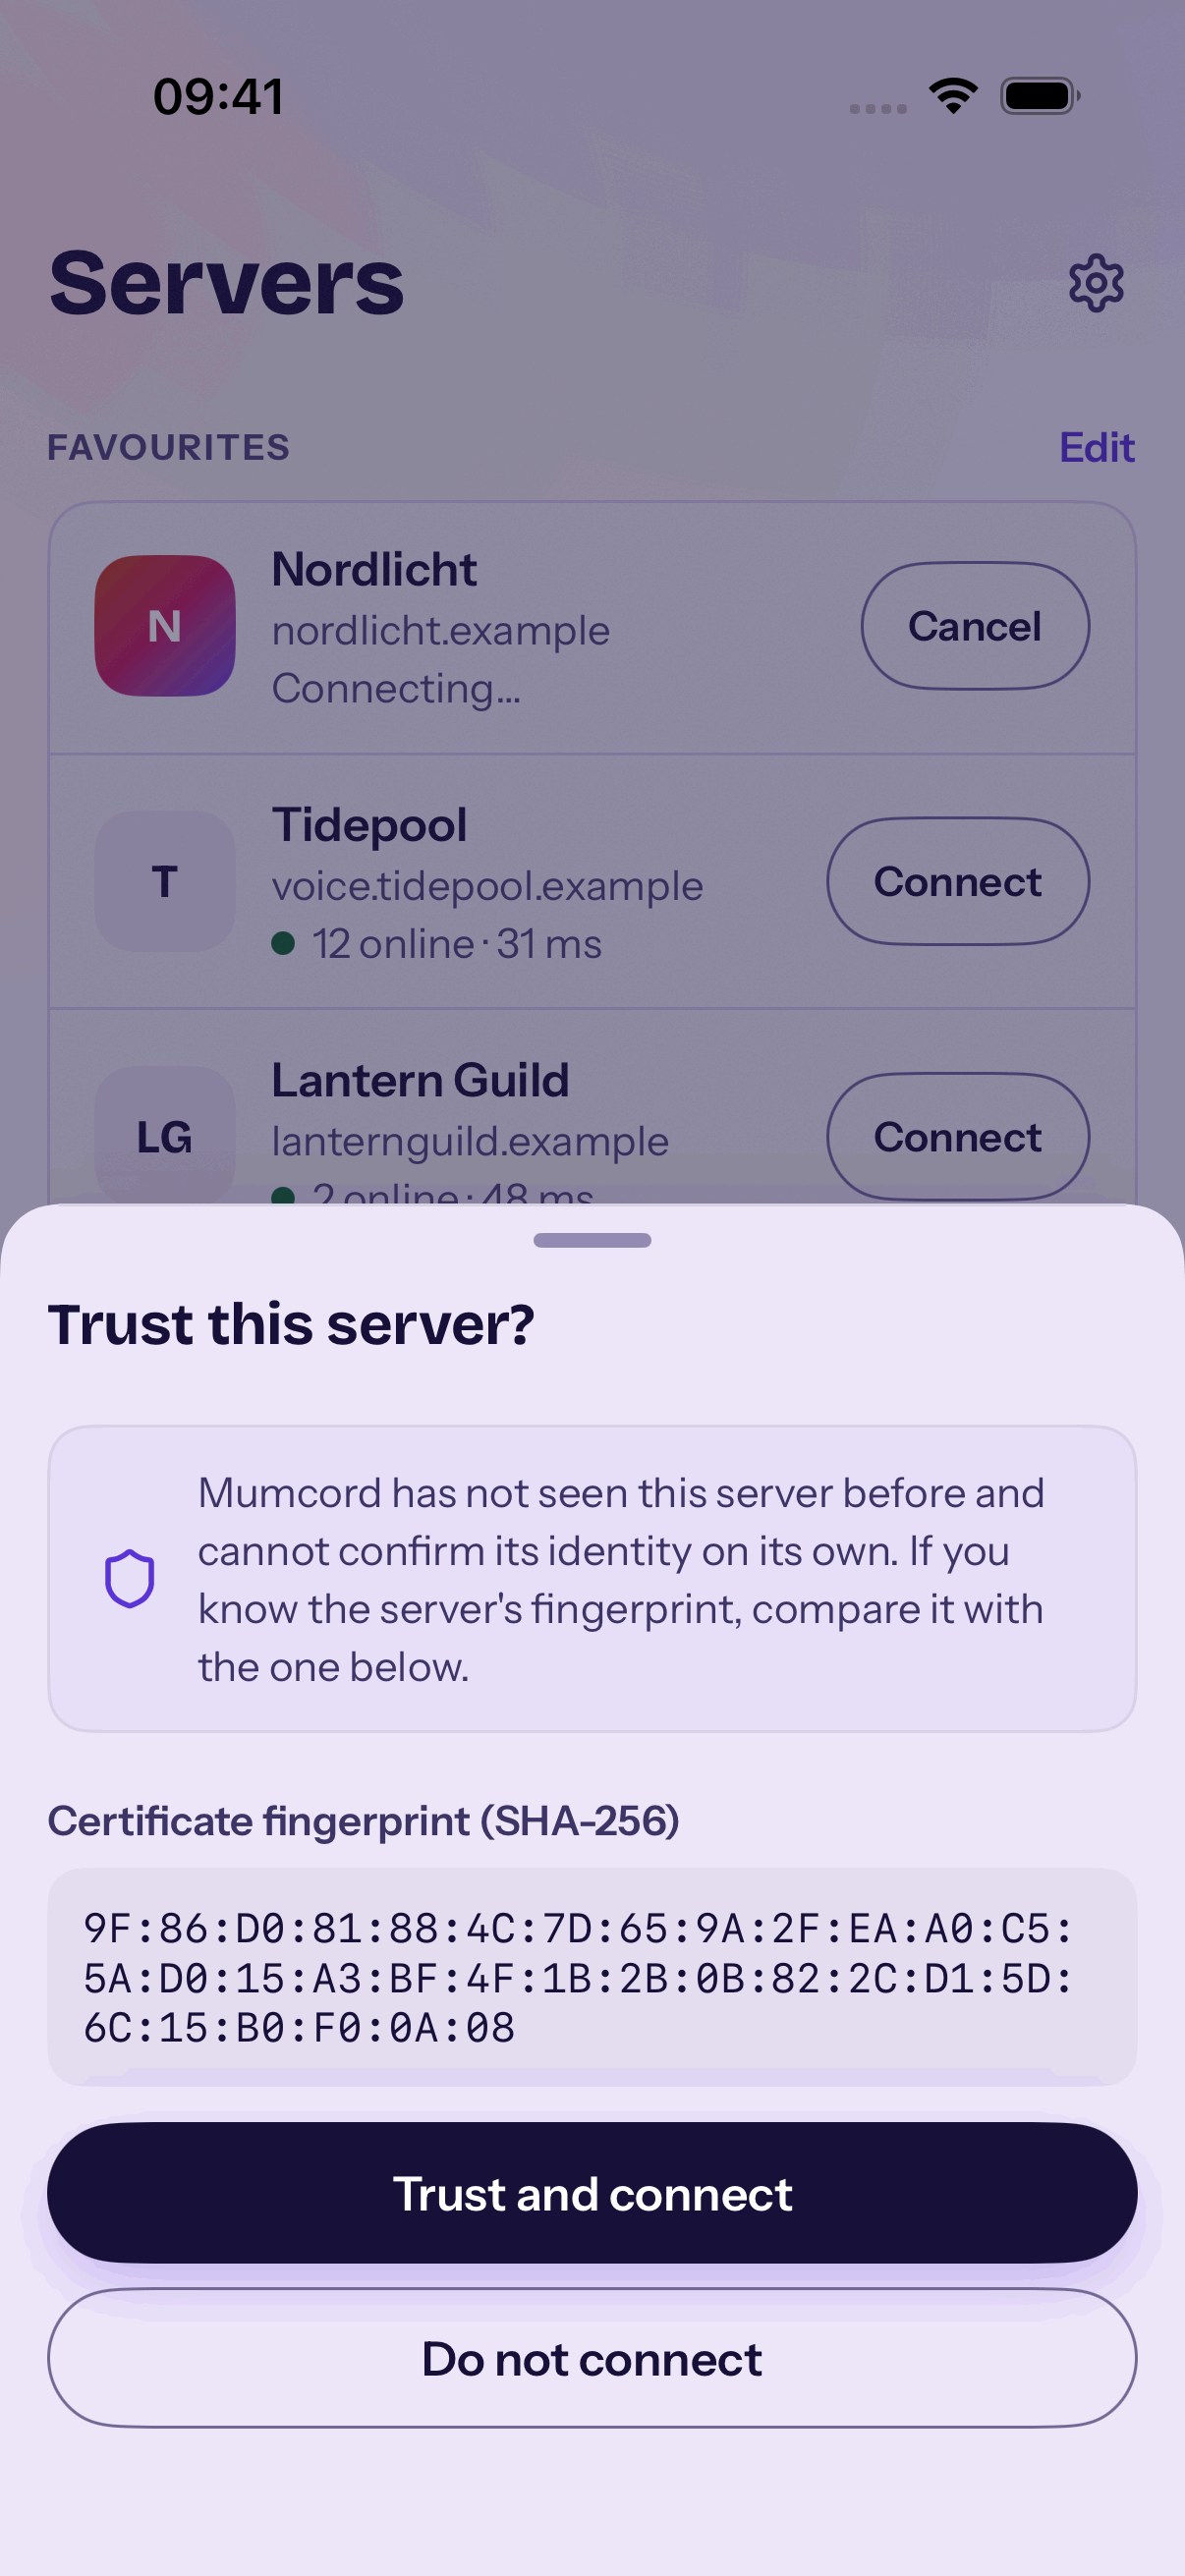 09:41
Servers
FAVOURITES
Edit
N
Nordlicht
nordlicht.example
Connecting...
Cancel
T
Tidepool
voice.tidepool.example
12 online · 31 ms
Connect
LG
Lantern Guild
lanternguild.example
2 online · 48 ms
Connect
Trust this server?
Mumcord has not seen this server before and
cannot confirm its identity on its own. If you
know the server's fingerprint, compare it with
the one below.
Certificate fingerprint (SHA-256)
9F:86:D0:81:88:4C:7D:65:9A:2F:EA:A0:C5:
5A:D0:15:A3:BF:4F:1B:2B:0B:82:2C:D1:5D:
6C:15:B0:F0:0A:08
Trust and connect
Do not connect